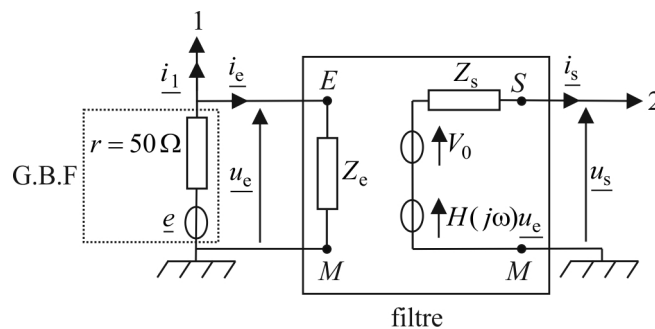 1
i₁
iₑ
E
Zₛ
S
iₛ
2
r = 50 Ω
G.B.F
uₑ
Zₑ
V₀
uₛ
e
H(jω)uₑ
M
M
filtre